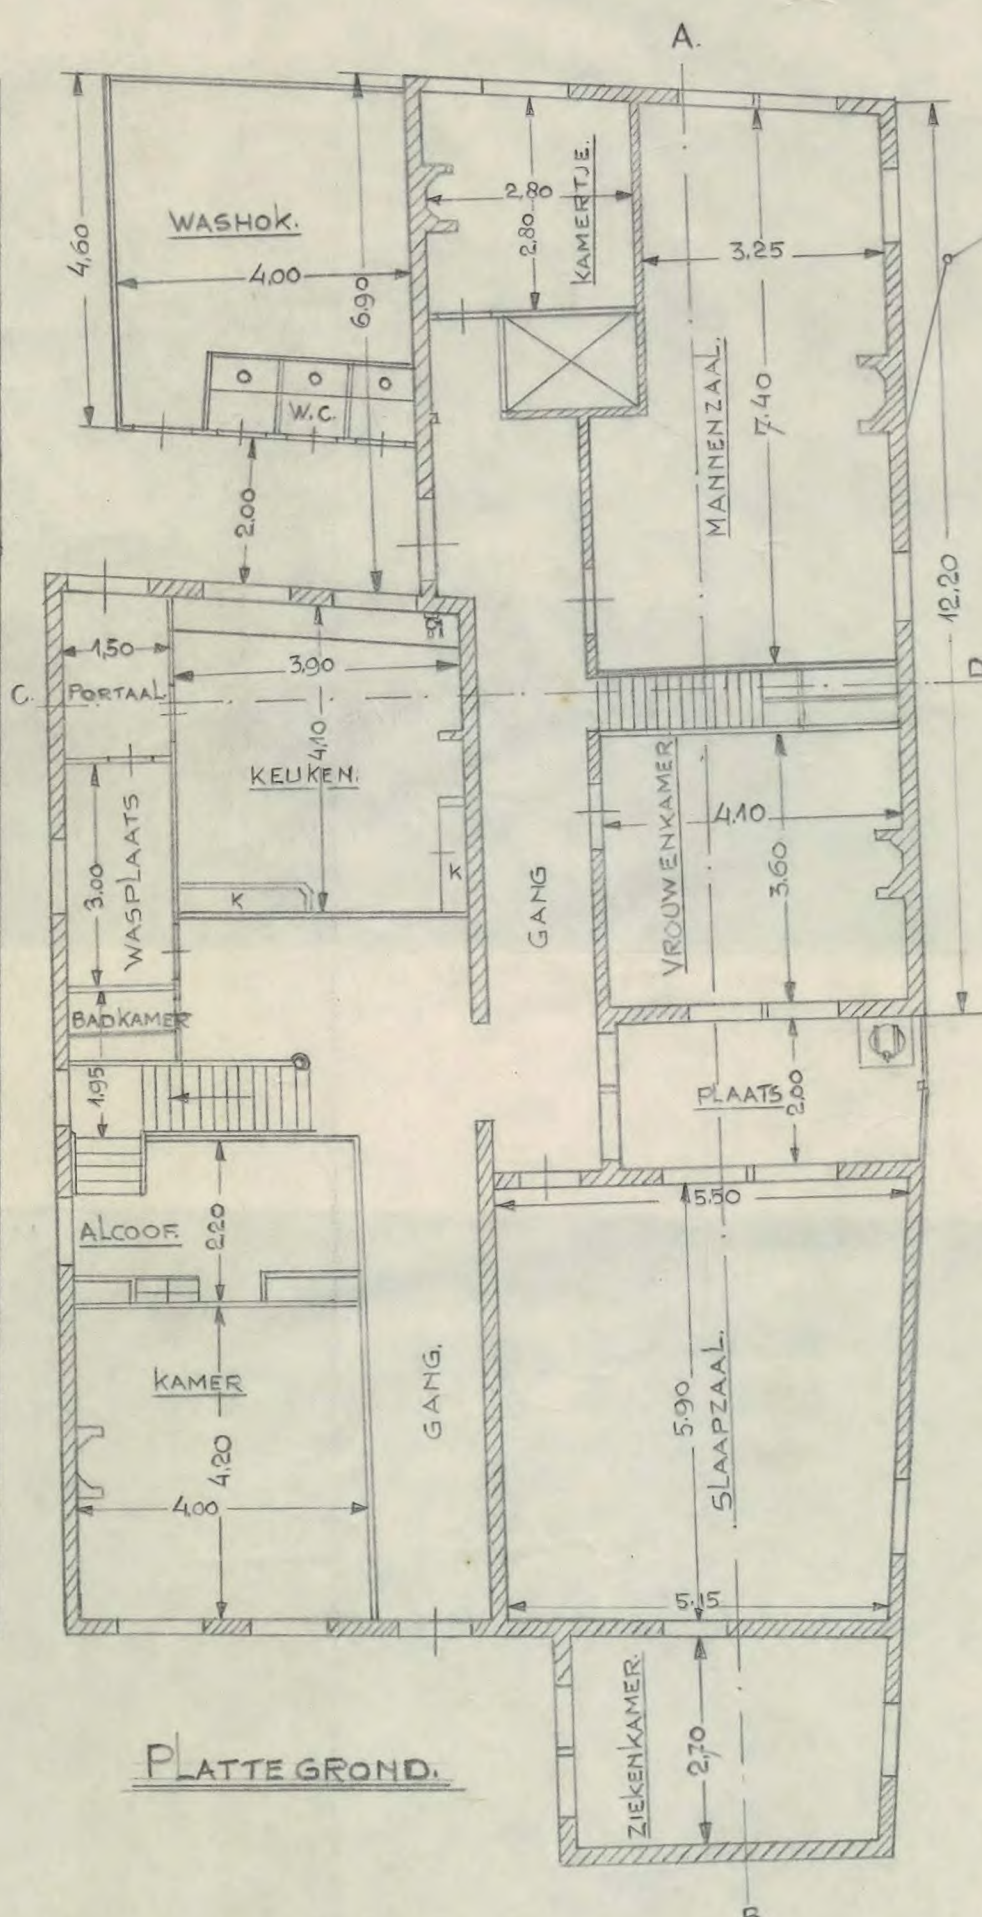 A.
WASHOK.
4,60
4,00
6.90
W.C.
2,00
2,80
2,80
KAMERTJE.
3,25
MANNENZAAL.
7.40
12,20
C.
1,50
PORTAAL
3,90
4,10
KEUKEN.
K
K
D
3.00
WASPLAATS
BADKAMER
1,95
GANG
VROUWENKAMER
4.10
3.60
PLAATS
2,00
ALCOOF.
2.20
5.50
KAMER
4,20
4,00
GANG.
5.90
SLAAPZAAL.
5.15
PLATTEGROND.
ZIEKENKAMER.
2,70
B